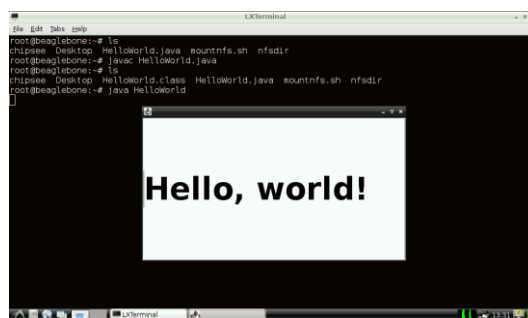 LXTerminal
File Edit Tabs Help
root@beaglebone:~# ls
chipsee Desktop HelloWorld.java mountnfs.sh nfsdir
root@beaglebone:~# javac HelloWorld.java
root@beaglebone:~# ls
chipsee Desktop HelloWorld.class HelloWorld.java mountnfs.sh nfsdir
root@beaglebone:~# java HelloWorld
Hello, world!
LXTerminal
13:31